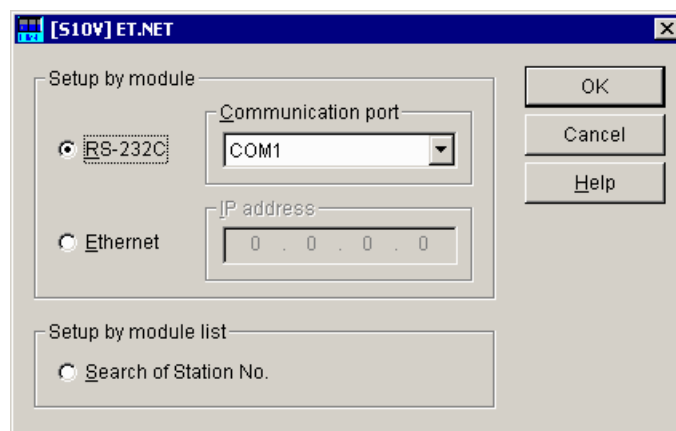 [S10V] ET.NET
Setup by module
RS-232C
Communication port
COM1
Ethernet
IP address
0 . 0 . 0 . 0
Setup by module list
Search of Station No.
OK
Cancel
Help